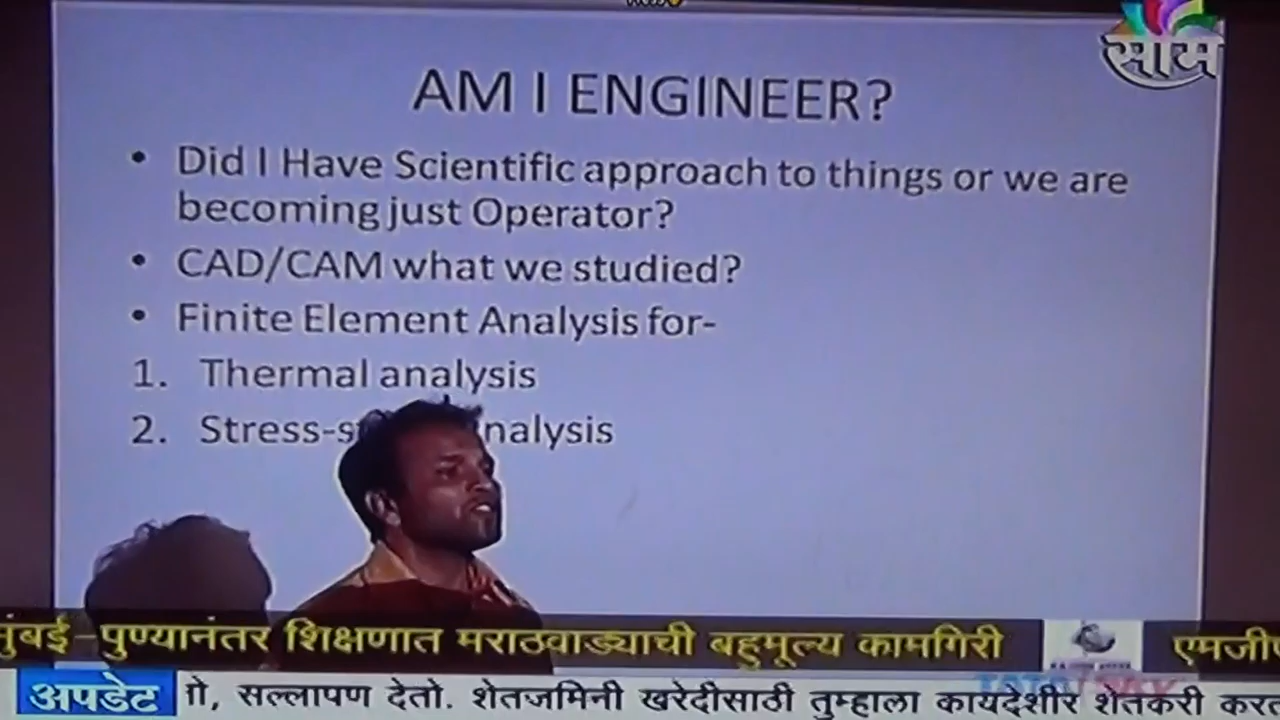 साम
AM I ENGINEER?
• Did I Have Scientific approach to things or we are
becoming just Operator?
• CAD/CAM what we studied?
• Finite Element Analysis for-
1. Thermal analysis
2. Stress-s nalysis
मुंबई-पुण्यानंतर शिक्षणात मराठवाड्याची बहुमूल्य कामगिरी
TATA SKY
अपडेट गे, सल्लापण देतो. शेतजमिनी खरेदीसाठी तुम्हाला कायदेशीर शेतकरी करत